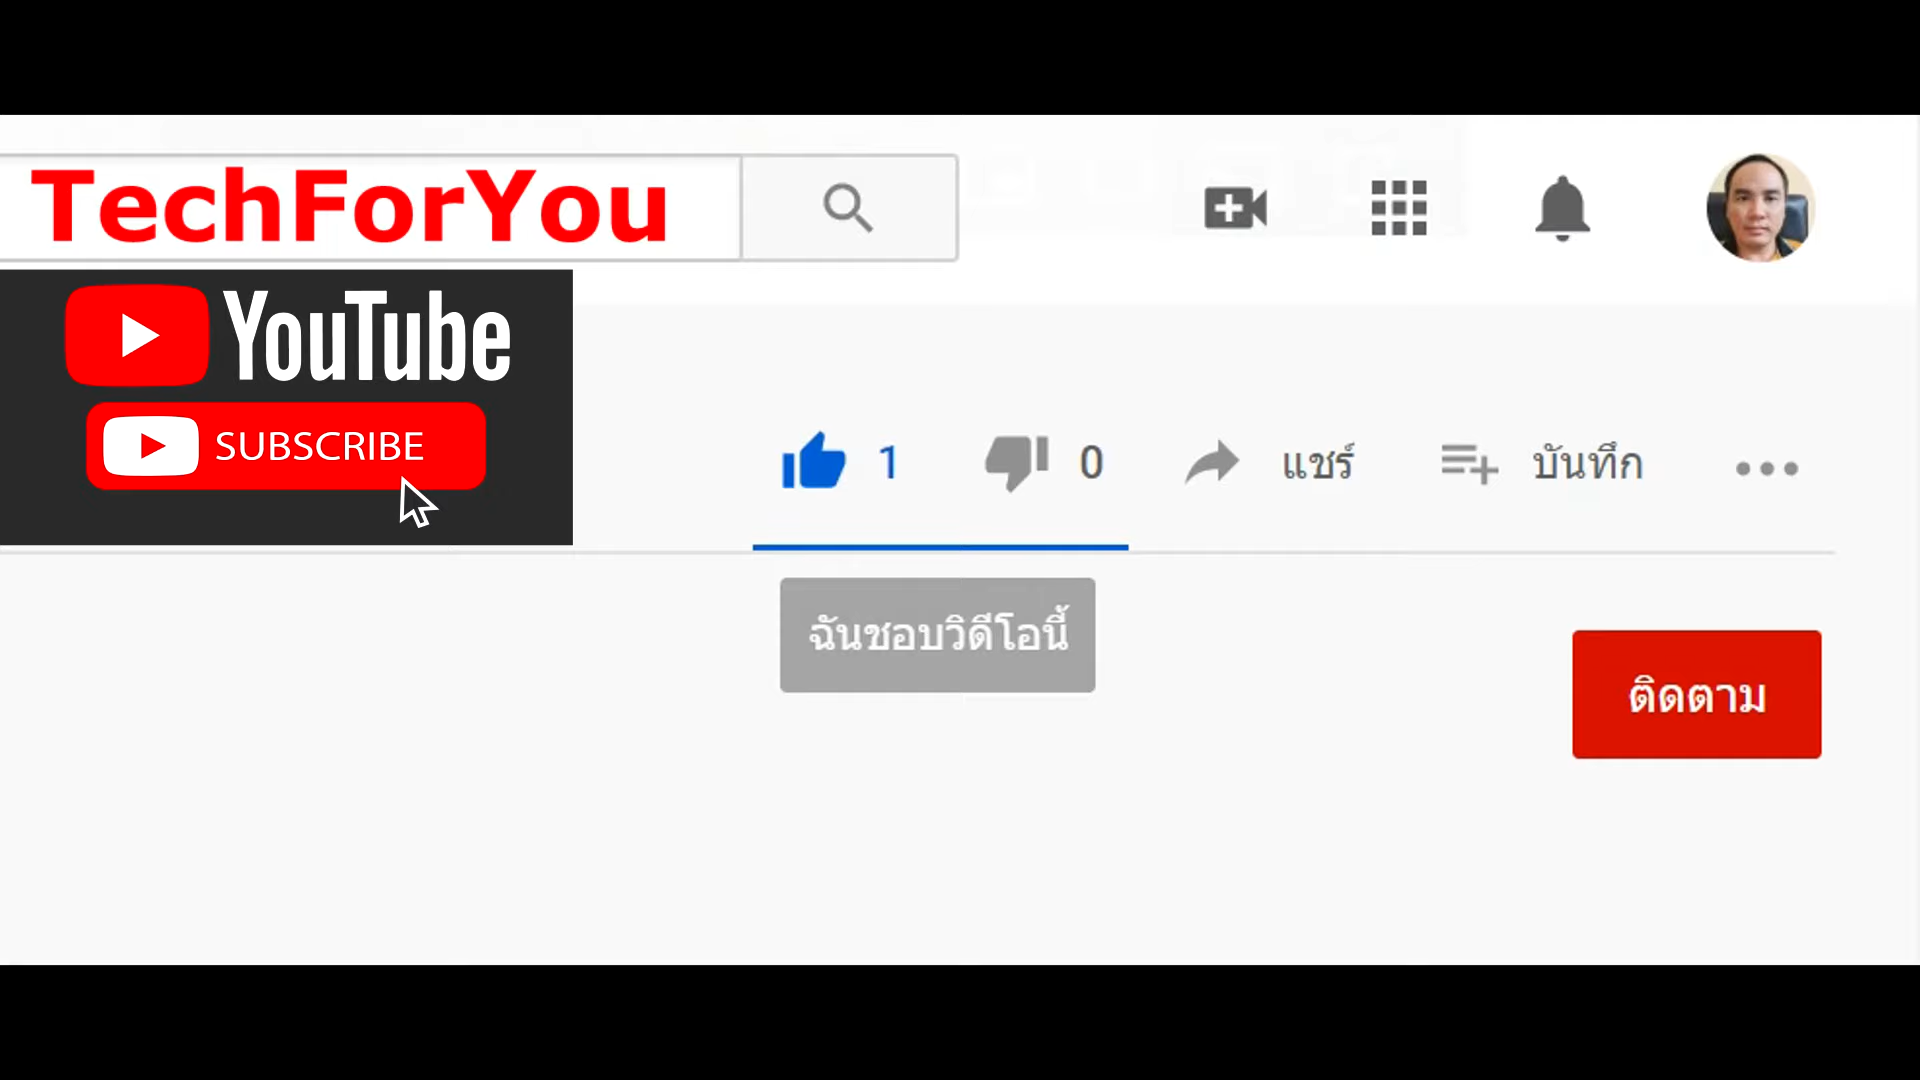 TechForYou
YouTube
SUBSCRIBE
1 0 แชร์ บันทึก
ฉันชอบวิดีโอนี้
ติดตาม